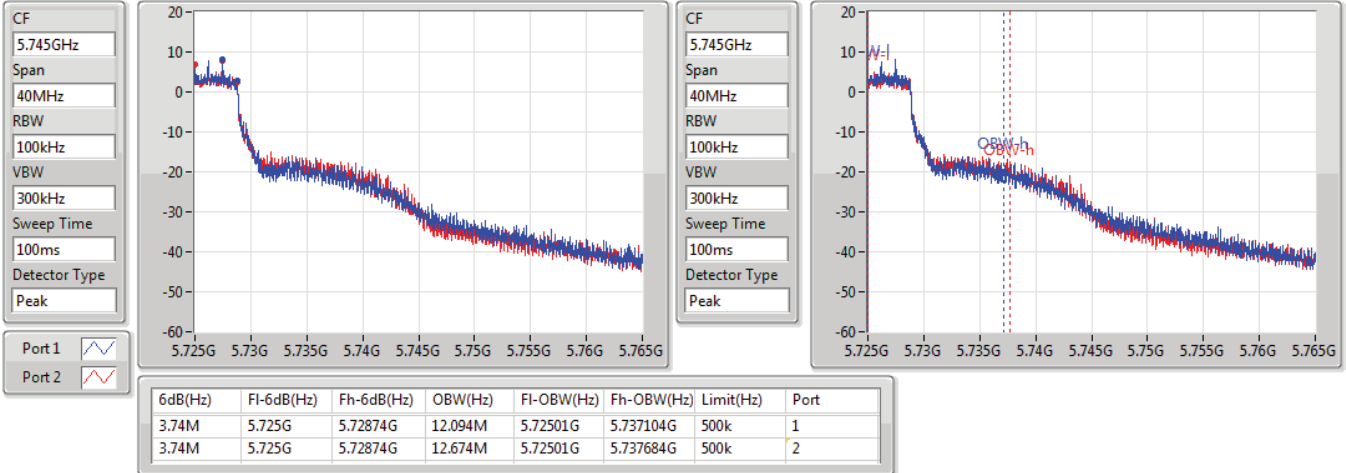 CF
5.745GHz
Span
40MHz
RBW
100kHz
VBW
300kHz
Sweep Time
100ms
Detector Type
Peak
20
10
0
-10
-20
-30
-40
-50
-60
5.725G 5.73G 5.735G 5.74G 5.745G 5.75G 5.755G 5.76G 5.765G
CF
5.745GHz
Span
40MHz
RBW
100kHz
VBW
300kHz
Sweep Time
100ms
Detector Type
Peak
20
10
0
-10
-20
-30
-40
-50
-60
OBW-h
OBW-h
5.725G 5.73G 5.735G 5.74G 5.745G 5.75G 5.755G 5.76G 5.765G
Port 1
Port 2
6dB(Hz) Fl-6dB(Hz) Fh-6dB(Hz) OBW(Hz) Fl-OBW(Hz) Fh-OBW(Hz) Limit(Hz) Port
3.74M 5.725G 5.72874G 12.094M 5.72501G 5.737104G 500k 1
3.74M 5.725G 5.72874G 12.674M 5.72501G 5.737684G 500k 2